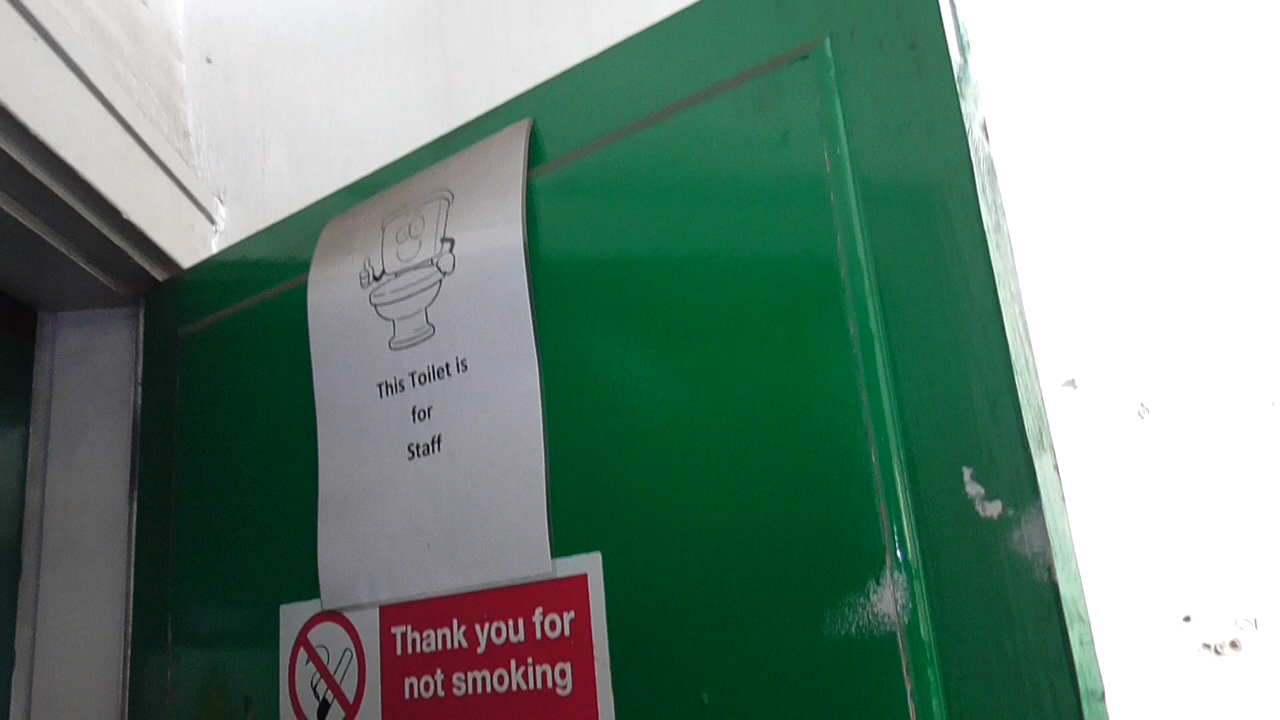 This Toilet is
for
Staff
Thank you for
not smoking